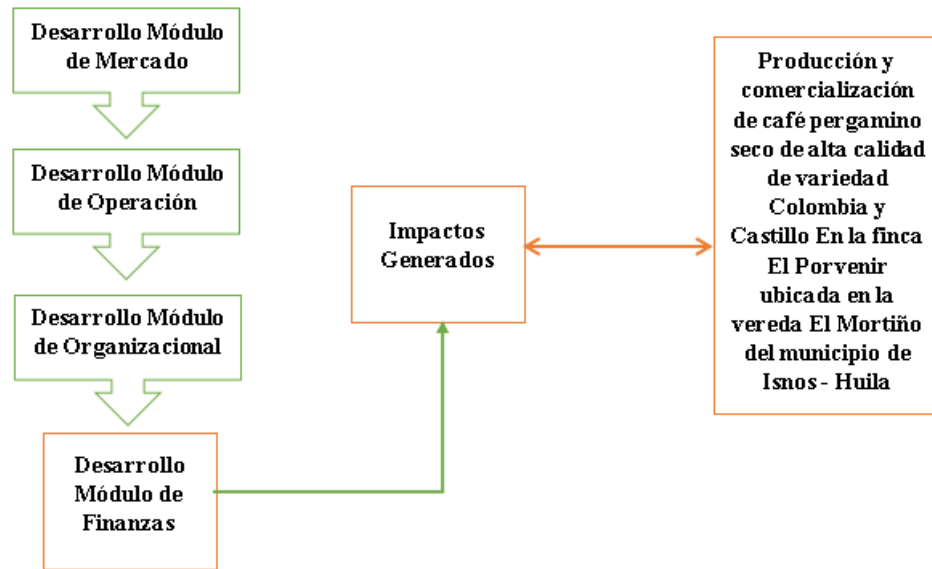 Desarrollo Módulo
de Mercado
Desarrollo Módulo
de Operación
Desarrollo Módulo
de Organizacional
Desarrollo
Módulo de
Finanzas
Impactos
Generados
Producción y
comercialización
de café pergamino
seco de alta calidad
de variedad
Colombia y
Castillo En la finca
El Porvenir
ubicada en la
vereda El Mortiño
del municipio de
Isnos - Huila